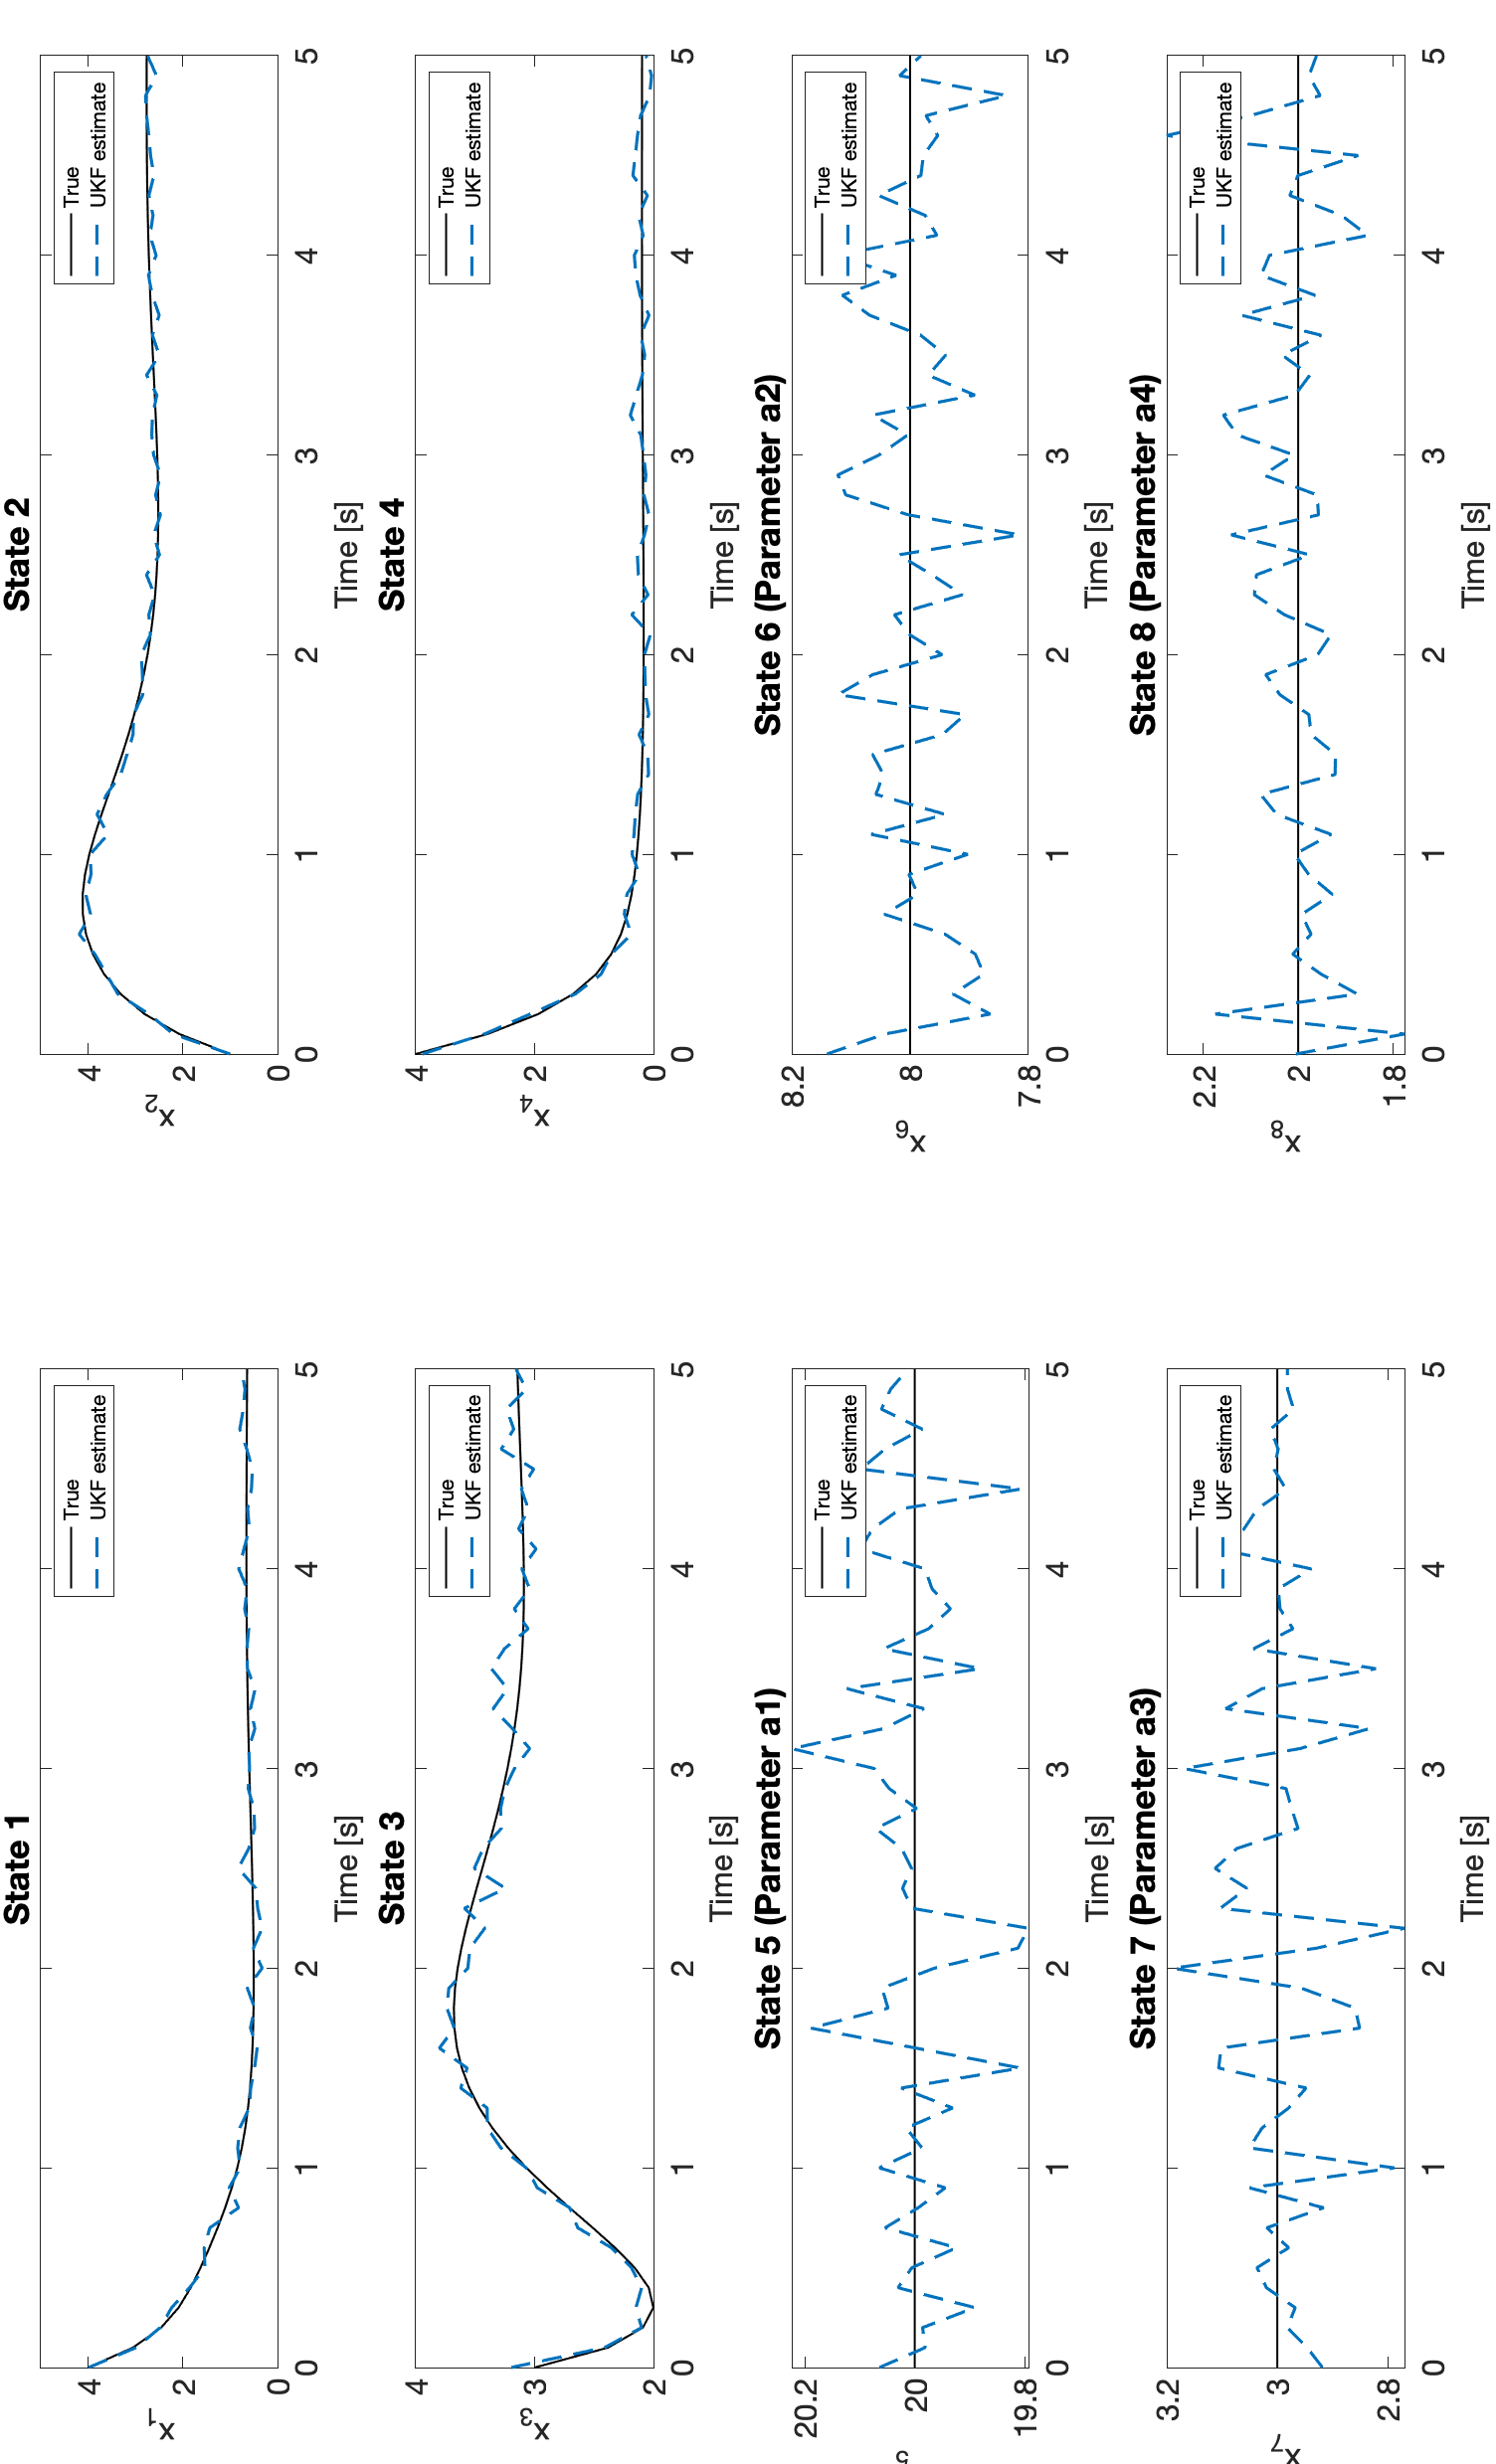 State 1
x1
4
2
0
0 1 2 3 4 5
Time [s]
True
UKF estimate
State 2
x2
4
2
0
0 1 2 3 4 5
Time [s]
True
UKF estimate
State 3
x3
4
3
2
0 1 2 3 4 5
Time [s]
True
UKF estimate
State 4
x4
4
2
0
0 1 2 3 4 5
Time [s]
True
UKF estimate
State 5 (Parameter a1)
5
20.2
20
19.8
0 1 2 3 4 5
Time [s]
True
UKF estimate
State 6 (Parameter a2)
x6
8.2
8
7.8
0 1 2 3 4 5
Time [s]
True
UKF estimate
State 7 (Parameter a3)
x7
3.2
3
2.8
0 1 2 3 4 5
Time [s]
True
UKF estimate
State 8 (Parameter a4)
x8
2.2
2
1.8
0 1 2 3 4 5
Time [s]
True
UKF estimate